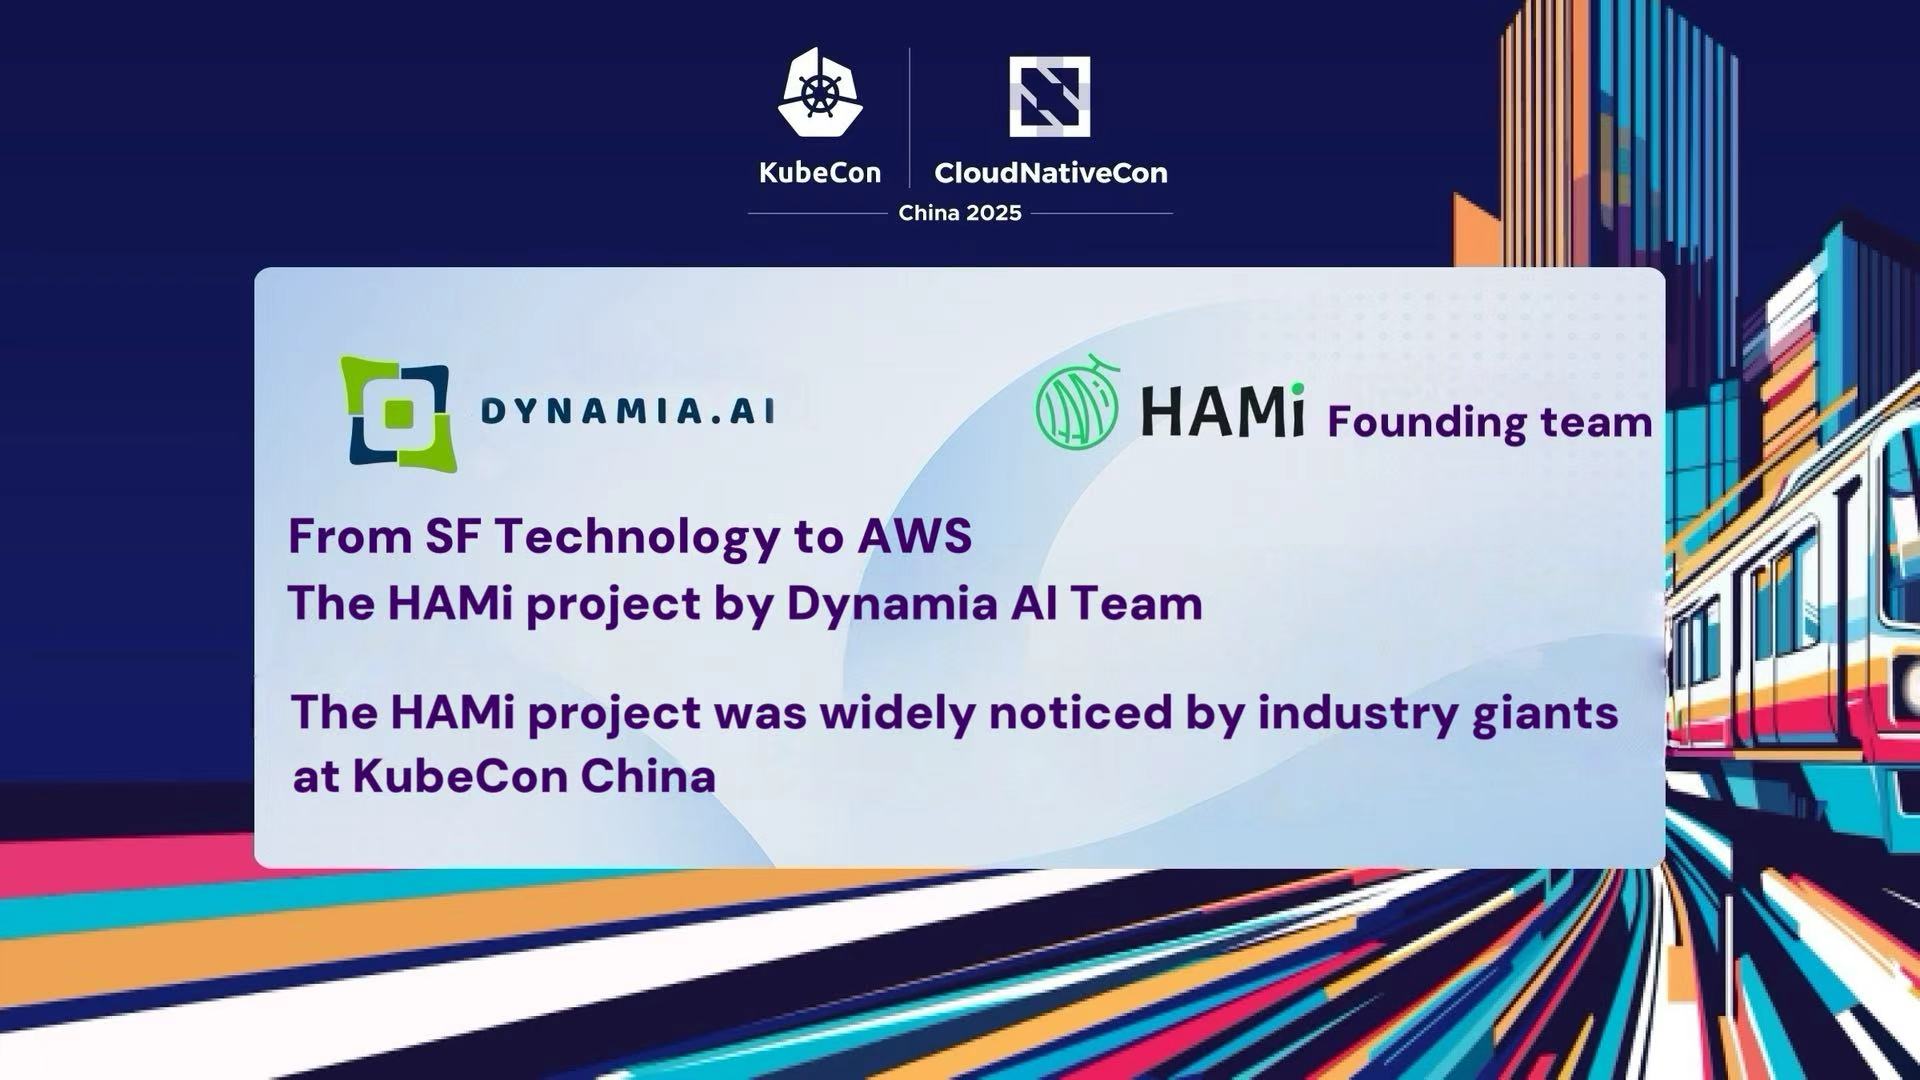 KubeCon
CloudNativeCon
China 2025
DYNAMIA.AI
HAMi Founding team
From SF Technology to AWS
The HAMi project by Dynamia AI Team
The HAMi project was widely noticed by industry giants
at KubeCon China